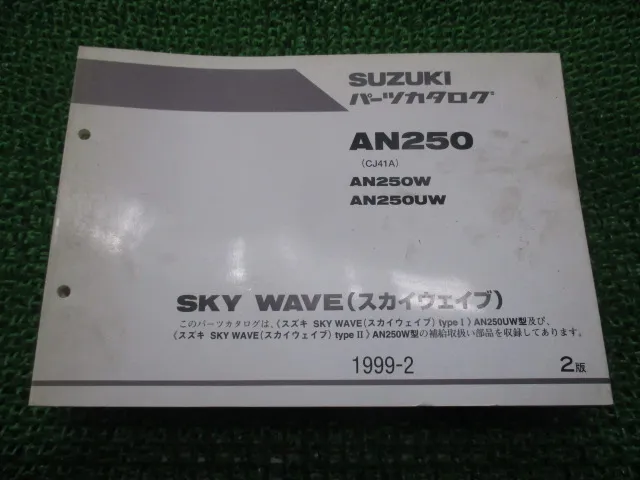 SUZUKI
パーツカタログ
AN250
(CJ41A)
AN250W
AN250UW
SKY WAVE(スカイウェイブ)
このパーツカタログは、〈スズキ SKY WAVE(スカイウェイブ) type I〉AN250UW型及び、
〈スズキ SKY WAVE(スカイウェイブ) type II〉AN250W型の補給取扱い部品を収録してあります。
1999-2
2版